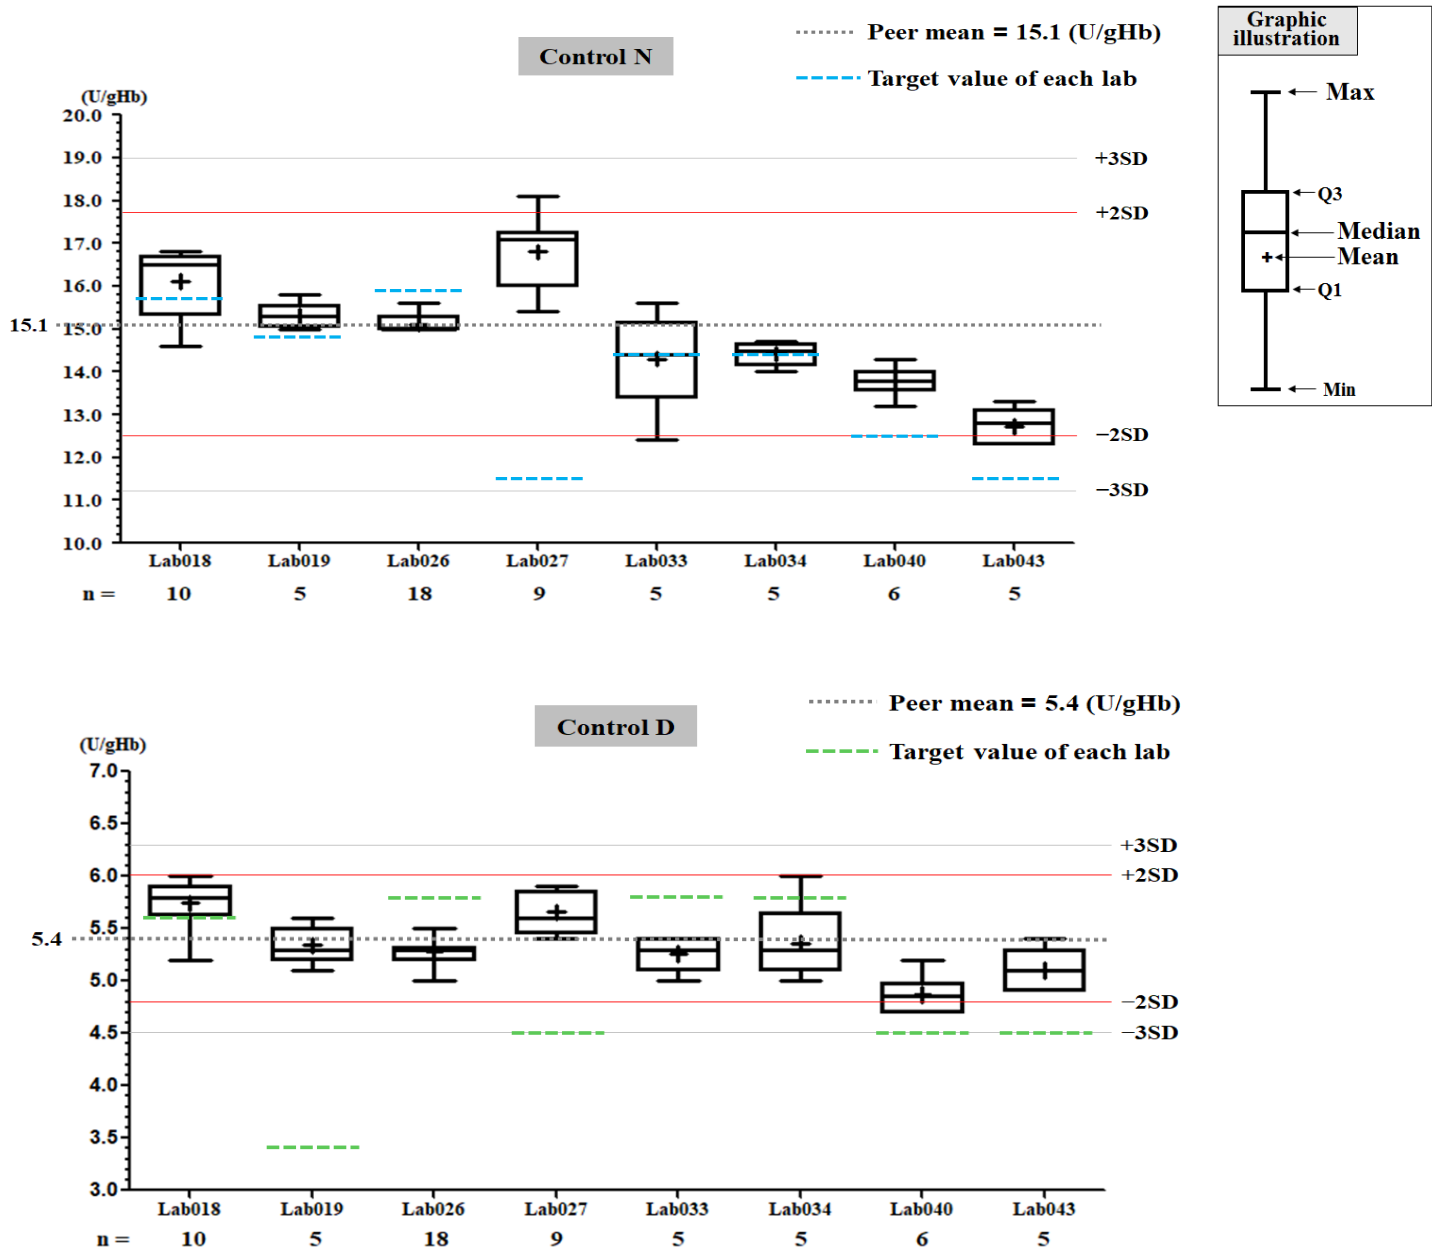 Control N
Peer mean = 15.1 (U/gHb)
Target value of each lab
Graphic
illustration
Max
Q3
Median
Mean
Q1
Min
(U/gHb)
20.0
19.0
18.0
17.0
16.0
15.1
15.0
14.0
13.0
12.0
11.0
10.0
+3SD
+2SD
−2SD
−3SD
Lab018 Lab019 Lab026 Lab027 Lab033 Lab034 Lab040 Lab043
n = 10 5 18 9 5 5 6 5
Control D
Peer mean = 5.4 (U/gHb)
Target value of each lab
(U/gHb)
7.0
6.5
6.0
5.5
5.4
5.0
4.5
4.0
3.5
3.0
+3SD
+2SD
−2SD
−3SD
Lab018 Lab019 Lab026 Lab027 Lab033 Lab034 Lab040 Lab043
n = 10 5 18 9 5 5 6 5